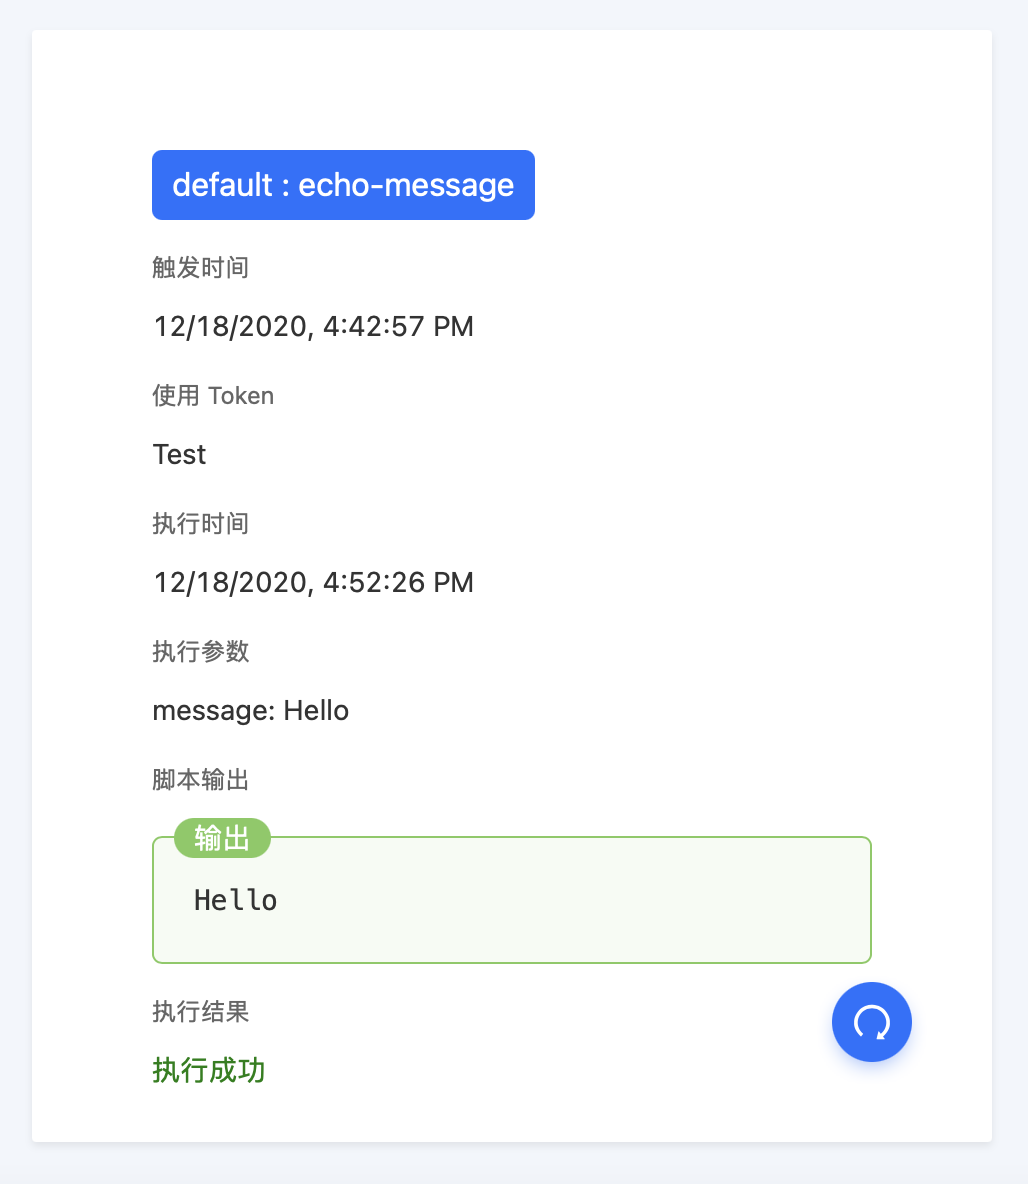 default : echo-message
触发时间
12/18/2020, 4:42:57 PM
使用 Token
Test
执行时间
12/18/2020, 4:52:26 PM
执行参数
message: Hello
脚本输出
输出
Hello
执行结果
执行成功